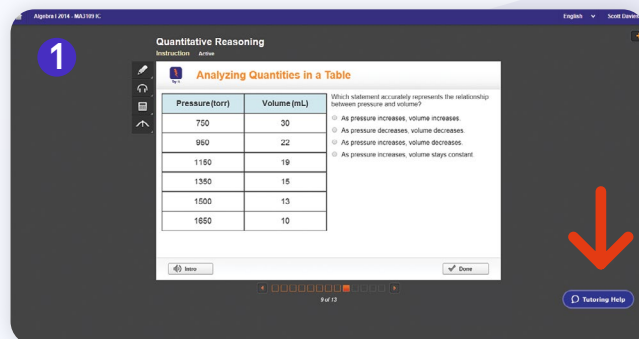 Algebra I 2014 - MA3109 IC
English
Scott Davies
1
Quantitative Reasoning
Instruction Active
Analyzing Quantities in a Table
Pressure (torr) Volume (mL)
750 30
950 22
1150 19
1350 15
1500 13
1650 10
Which statement accurately represents the relationship
between pressure and volume?
As pressure increases, volume increases.
As pressure decreases, volume decreases.
As pressure increases, volume decreases.
As pressure increases, volume stays constant.
Intro
Done
9 of 13
Tutoring Help